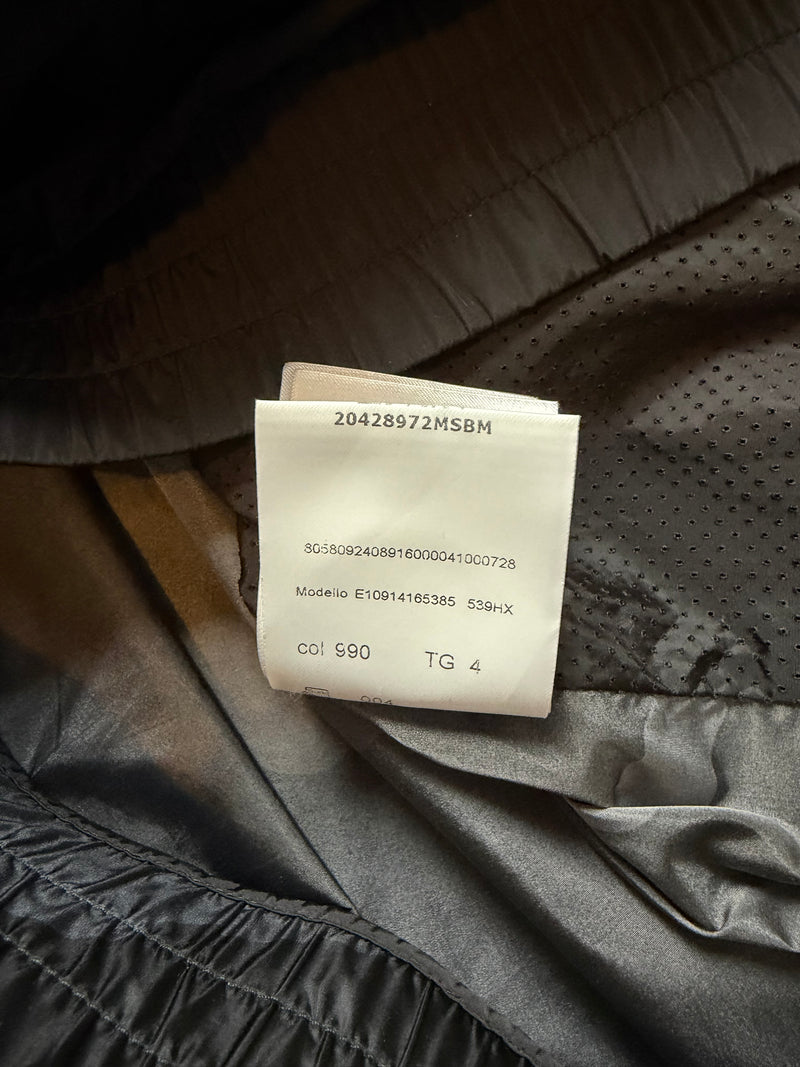 20428972MSBM
8058092408916000041000728
Modello E10914165385 539HX
col 990 TG 4